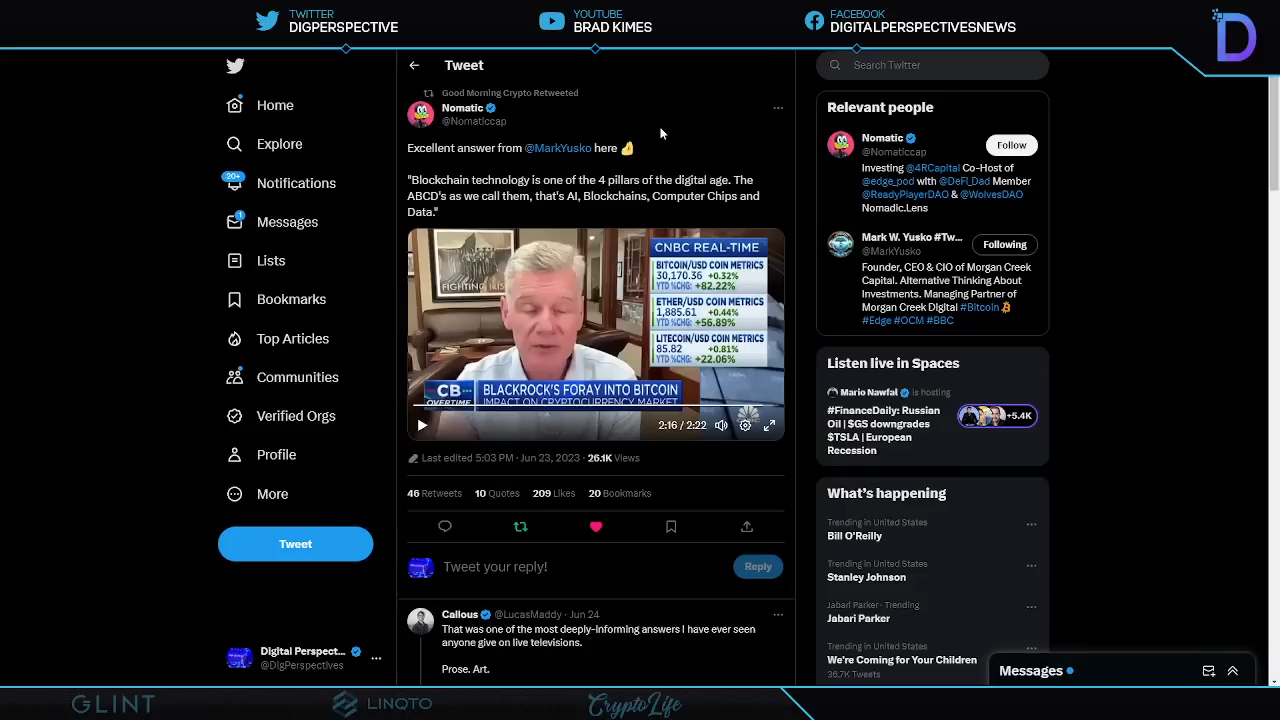 TWITTER
DIGPERSPECTIVE
YOUTUBE
BRAD KIMES
FACEBOOK
DIGITALPERSPECTIVESNEWS
D
Home
Explore
20+
Notifications
1
Messages
Lists
Bookmarks
Top Articles
Communities
Verified Orgs
Profile
More
Tweet
Digital Perspect...
@DigPerspectives
Tweet
Good Morning Crypto Retweeted
Nomatic
@Nomaticcap
Excellent answer from @MarkYusko here
"Blockchain technology is one of the 4 pillars of the digital age. The
ABCD's as we call them, that's AI, Blockchains, Computer Chips and
Data."
FIGHTING ILLI
CNBC REAL-TIME
BITCOIN/USD COIN METRICS
30,170.36 +0.32%
YTD %CHG: +82.22%
ETHER/USD COIN METRICS
1,885.61 +0.44%
YTD %CHG: +56.89%
LITECOIN/USD COIN METRICS
85.82 +0.81%
YTD %CHG: +22.06%
CB
OVERTIME
BLACKROCK'S FORAY INTO BITCOIN
IMPACT ON CRYPTOCURRENCY MARKET
2:16 / 2:22
Last edited 5:03 PM · Jun 23, 2023 · 26.1K Views
46 Retweets 10 Quotes 209 Likes 20 Bookmarks
Tweet your reply!
Reply
Callous @LucasMaddy · Jun 24
That was one of the most deeply-informing answers I have ever seen
anyone give on live televisions.
Prose. Art.
Search Twitter
Relevant people
Nomatic
@Nomaticcap
Follow
Investing @4RCapital Co-Host of
@edge_pod with @DeFi_Dad Member
@ReadyPlayerDAO & @WolvesDAO
Nomadic.Lens
Mark W. Yusko #Tw...
@MarkYusko
Following
Founder, CEO & CIO of Morgan Creek
Capital. Alternative Thinking About
Investments. Managing Partner of
Morgan Creek Digital #Bitcoin
#Edge #OCM #BBC
Listen live in Spaces
Mario Nawfal is hosting
#FinanceDaily: Russian
Oil | $GS downgrades
$TSLA | European
Recession
+5.4K
What's happening
Trending in United States
Bill O'Reilly
Trending in United States
Stanley Johnson
Jabari Parker · Trending
Jabari Parker
Trending in United States
We're Coming for Your Children
36.7K Tweets
Messages
GLINT
LINQTO
CryptoLife